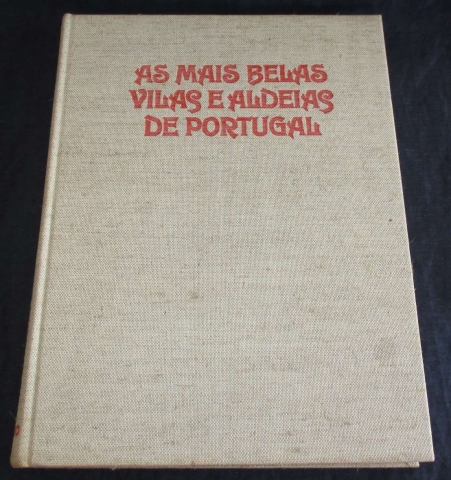 AS MAIS BELAS
VILAS E ALDEIAS
DE PORTUGAL